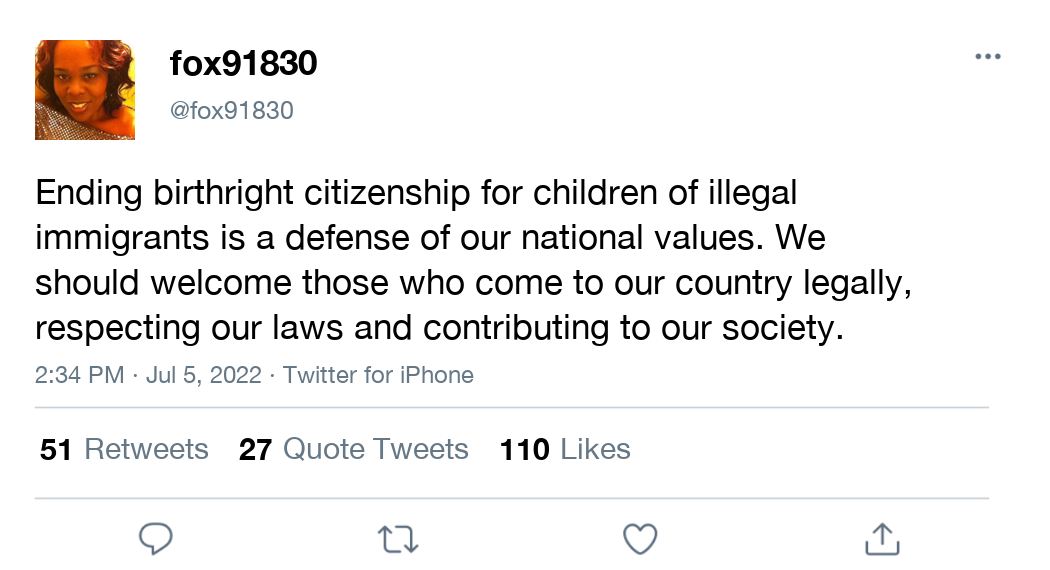 fox91830
@fox91830
Ending birthright citizenship for children of illegal
immigrants is a defense of our national values. We
should welcome those who come to our country legally,
respecting our laws and contributing to our society.
2:34 PM · Jul 5, 2022 · Twitter for iPhone
51 Retweets 27 Quote Tweets 110 Likes